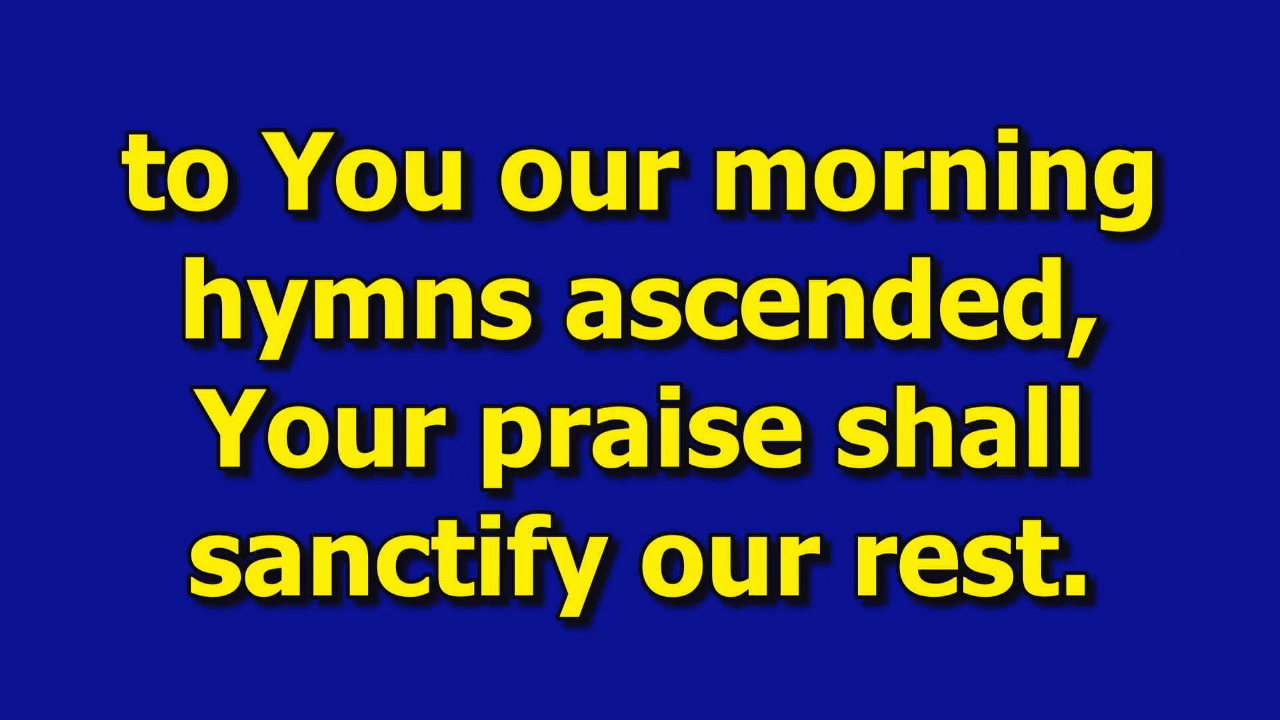 to You our morning
hymns ascended,
Your praise shall
sanctify our rest.